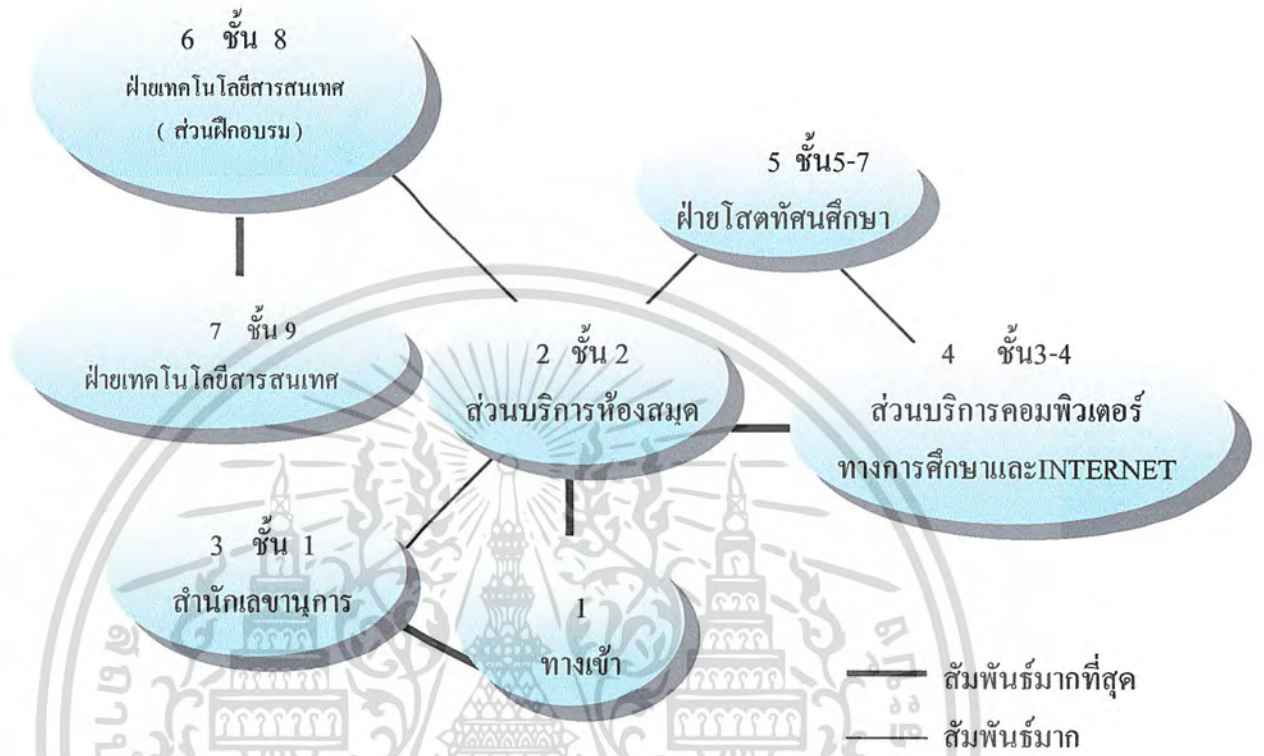 6 ชั้น 8
ฝ่ายเทคโนโลยีสารสนเทศ
( ส่วนฝึกอบรม )
5 ชั้น5-7
ฝ่ายโสตทัศนศึกษา
7 ชั้น 9
ฝ่ายเทคโนโลยีสารสนเทศ
2 ชั้น 2
ส่วนบริการห้องสมุด
4 ชั้น3-4
ส่วนบริการคอมพิวเตอร์
ทางการศึกษาและINTERNET
3 ชั้น 1
สำนักเลขานุการ
1
ทางเข้า
สัมพันธ์มากที่สุด
สัมพันธ์มาก